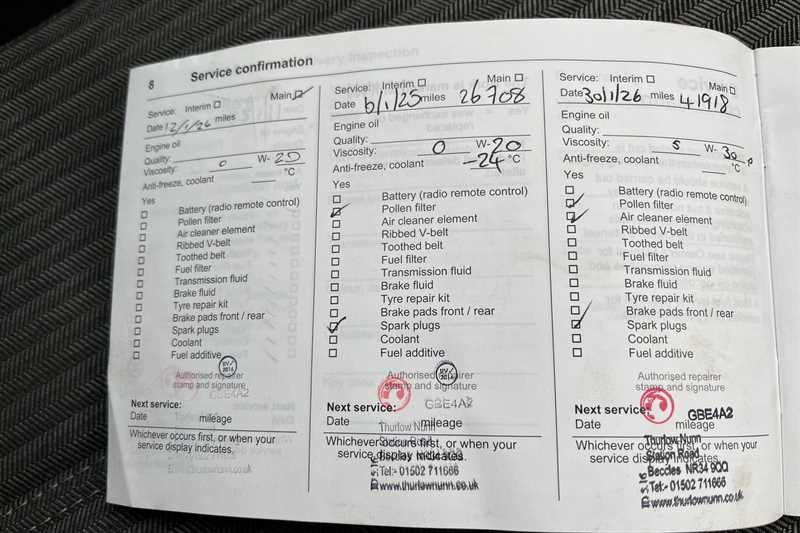 8 Service confirmation
Service: Interim
Main
Date 12/1/26 miles
Engine oil
Quality:
Viscosity: 0 W- 20
Anti-freeze, coolant °C
Yes
Battery (radio remote control)
Pollen filter
Air cleaner element
Ribbed V-belt
Toothed belt
Fuel filter
Transmission fluid
Brake fluid
Tyre repair kit
Brake pads front / rear
Spark plugs
Coolant
Fuel additive
Authorised repairer
stamp and signature
GBE4A2
Next service:
Date mileage
Whichever occurs first, or when your
service display indicates.
Service: Interim Main
Date /1/25 miles 26708
Engine oil
Quality:
Viscosity: 0 W-20
Anti-freeze, coolant -24 °C
Yes
Battery (radio remote control)
Pollen filter
Air cleaner element
Ribbed V-belt
Toothed belt
Fuel filter
Transmission fluid
Brake fluid
Tyre repair kit
Brake pads front / rear
Spark plugs
Coolant
Fuel additive
Authorised repairer
stamp and signature
GBE4A2
Next service:
Date mileage
Thurlow Nunn
Whichever occurs first, or when your
service display indicates.
Tel:- 01502 711666
www.thurlownunn.co.uk
Service: Interim Main
Date 30/1/26 miles 41918
Engine oil
Quality:
Viscosity: 5 W-30
Anti-freeze, coolant °C
Yes
Battery (radio remote control)
Pollen filter
Air cleaner element
Ribbed V-belt
Toothed belt
Fuel filter
Transmission fluid
Brake fluid
Tyre repair kit
Brake pads front / rear
Spark plugs
Coolant
Fuel additive
Authorised repairer
stamp and signature
GBE4A2
Next service:
Date mileage
Thurlow Nunn
Whichever occurs first, or when your
Station Road
service display indicates.
Beccles NR34 9QQ
Tel:- 01502 711666
www.thurlownunn.co.uk